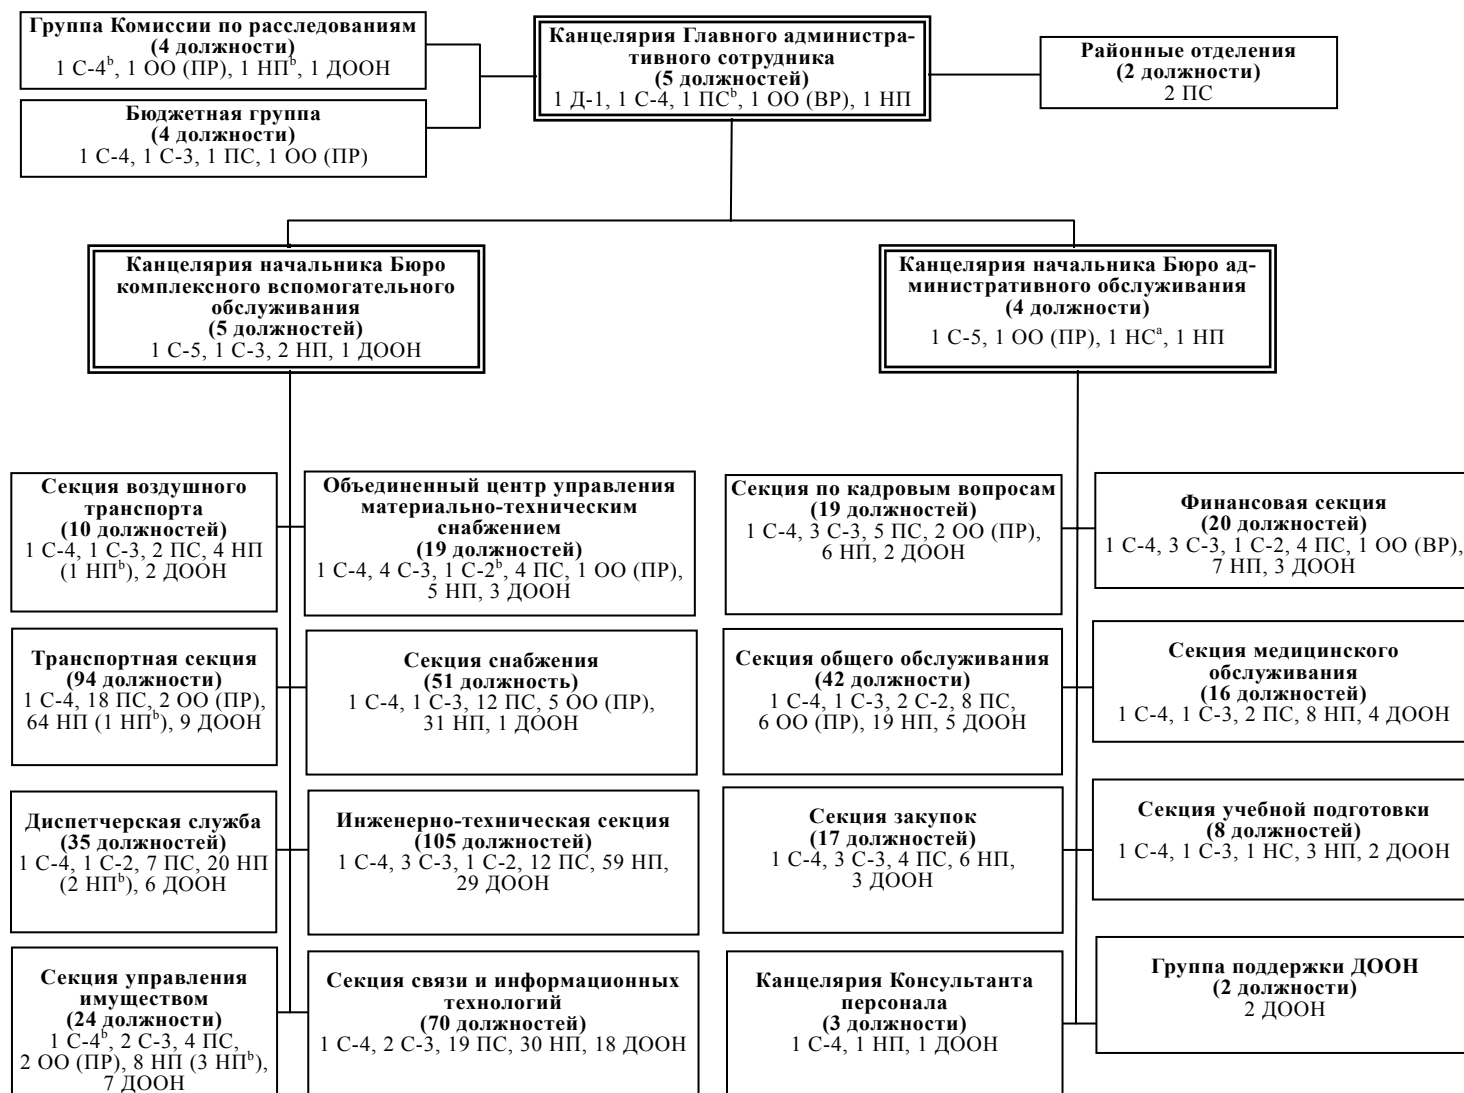 Группа Комиссии по расследованиям
(4 должности)
1 С-4ᵇ, 1 ОО (ПР), 1 НПᵇ, 1 ДООН
Бюджетная группа
(4 должности)
1 С-4, 1 С-3, 1 ПС, 1 ОО (ПР)
Канцелярия Главного администра-
тивного сотрудника
(5 должностей)
1 Д-1, 1 С-4, 1 ПСᵇ, 1 ОО (ВР), 1 НП
Районные отделения
(2 должности)
2 ПС
Канцелярия начальника Бюро
комплексного вспомогательного
обслуживания
(5 должностей)
1 С-5, 1 С-3, 2 НП, 1 ДООН
Канцелярия начальника Бюро ад-
министративного обслуживания
(4 должности)
1 С-5, 1 ОО (ПР), 1 НСᵃ, 1 НП
Секция воздушного
транспорта
(10 должностей)
1 С-4, 1 С-3, 2 ПС, 4 НП
(1 НПᵇ), 2 ДООН
Объединенный центр управления
материально-техническим
снабжением
(19 должностей)
1 С-4, 4 С-3, 1 С-2ᵇ, 4 ПС, 1 ОО (ПР),
5 НП, 3 ДООН
Секция по кадровым вопросам
(19 должностей)
1 С-4, 3 С-3, 5 ПС, 2 ОО (ПР),
6 НП, 2 ДООН
Финансовая секция
(20 должностей)
1 С-4, 3 С-3, 1 С-2, 4 ПС, 1 ОО (ВР),
7 НП, 3 ДООН
Транспортная секция
(94 должности)
1 С-4, 18 ПС, 2 ОО (ПР),
64 НП (1 НПᵇ), 9 ДООН
Секция снабжения
(51 должность)
1 С-4, 1 С-3, 12 ПС, 5 ОО (ПР),
31 НП, 1 ДООН
Секция общего обслуживания
(42 должности)
1 С-4, 1 С-3, 2 С-2, 8 ПС,
6 ОО (ПР), 19 НП, 5 ДООН
Секция медицинского
обслуживания
(16 должностей)
1 С-4, 1 С-3, 2 ПС, 8 НП, 4 ДООН
Диспетчерская служба
(35 должностей)
1 С-4, 1 С-2, 7 ПС, 20 НП
(2 НПᵇ), 6 ДООН
Инженерно-техническая секция
(105 должностей)
1 С-4, 3 С-3, 1 С-2, 12 ПС, 59 НП,
29 ДООН
Секция закупок
(17 должностей)
1 С-4, 3 С-3, 4 ПС, 6 НП,
3 ДООН
Секция учебной подготовки
(8 должностей)
1 С-4, 1 С-3, 1 НС, 3 НП, 2 ДООН
Секция управления
имуществом
(24 должности)
1 С-4ᵇ, 2 С-3, 4 ПС,
2 ОО (ПР), 8 НП (3 НПᵇ),
7 ДООН
Секция связи и информационных
технологий
(70 должностей)
1 С-4, 2 С-3, 19 ПС, 30 НП, 18 ДООН
Канцелярия Консультанта
персонала
(3 должности)
1 С-4, 1 НП, 1 ДООН
Группа поддержки ДООН
(2 должности)
2 ДООН